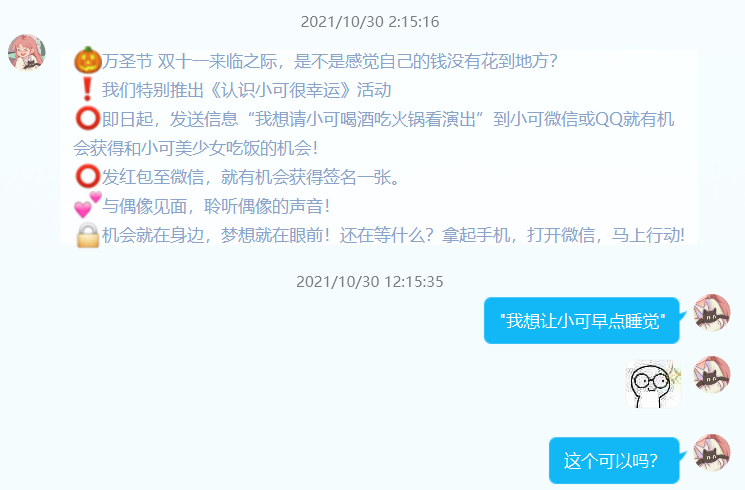 2021/10/30 2:15:16
🎃万圣节 双十一来临之际，是不是感觉自己的钱没有花到地方？
❗我们特别推出《认识小可很幸运》活动
⭕即日起，发送信息“我想请小可喝酒吃火锅看演出”到小可微信或QQ就有机
会获得和小可美少女吃饭的机会！
⭕发红包至微信，就有机会获得签名一张。
💕与偶像见面，聆听偶像的声音！
🔒机会就在身边，梦想就在眼前！还在等什么？拿起手机，打开微信，马上行动!
2021/10/30 12:15:35
"我想让小可早点睡觉"
这个可以吗？